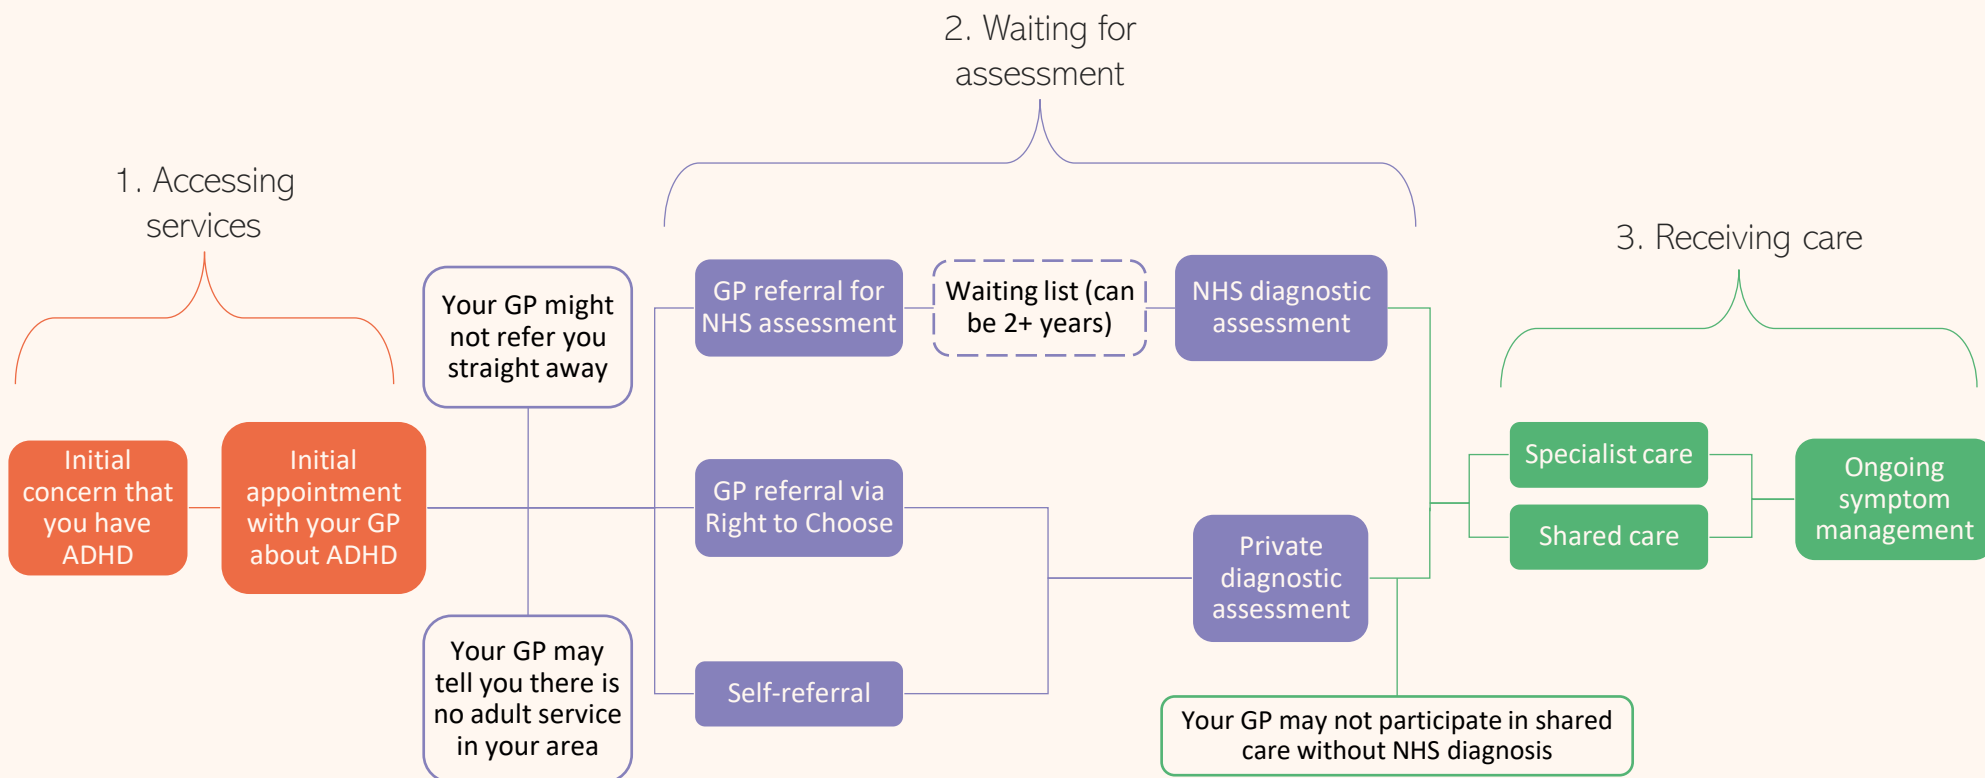 2. Waiting for
assessment
1. Accessing
services
3. Receiving care
Initial
concern that
you have
ADHD
Initial
appointment
with your GP
about ADHD
Your GP might
not refer you
straight away
Your GP may
tell you there is
no adult service
in your area
GP referral for
NHS assessment
Waiting list (can
be 2+ years)
NHS diagnostic
assessment
GP referral via
Right to Choose
Self-referral
Private
diagnostic
assessment
Your GP may not participate in shared
care without NHS diagnosis
Specialist care
Shared care
Ongoing
symptom
management